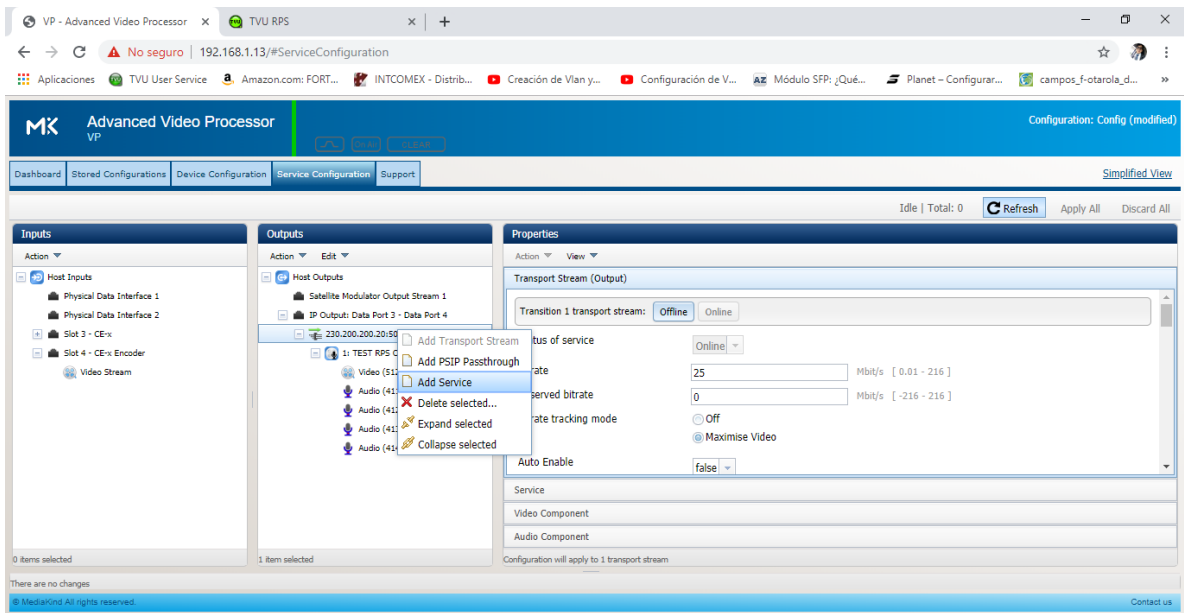 VP - Advanced Video Processor
TVU RPS
No seguro | 192.168.1.13/#ServiceConfiguration
Aplicaciones TVU User Service Amazon.com: FORT... INTCOMEX - Distrib... Creación de Vlan y... Configuración de V... Módulo SFP: ¿Qué... Planet – Configurar... campos_f-otarola_d... »
MK Advanced Video Processor
VP
Configuration: Config (modified)
On Air CLEAR
Dashboard Stored Configurations Device Configuration Service Configuration Support Simplified View
Idle | Total: 0 Refresh Apply All Discard All
Inputs
Action
Host Inputs
Physical Data Interface 1
Physical Data Interface 2
Slot 3 - CE-x
Slot 4 - CE-x Encoder
Video Stream
0 items selected
Outputs
Action Edit
Host Outputs
Satellite Modulator Output Stream 1
IP Output: Data Port 3 - Data Port 4
230.200.200.20:50
1: TEST RPS C
Video (51
Audio (41
Audio (41
Audio (41
Audio (41
1 item selected
Add Transport Stream
Add PSIP Passthrough
Add Service
Delete selected...
Expand selected
Collapse selected
Properties
Action View
Transport Stream (Output)
Transition 1 transport stream: Offline Online
tus of service Online
rate 25 Mbit/s [ 0.01 - 216 ]
served bitrate 0 Mbit/s [ -216 - 216 ]
rate tracking mode Off
Maximise Video
Auto Enable false
Service
Video Component
Audio Component
Configuration will apply to 1 transport stream
There are no changes
© MediaKind All rights reserved. Contact us